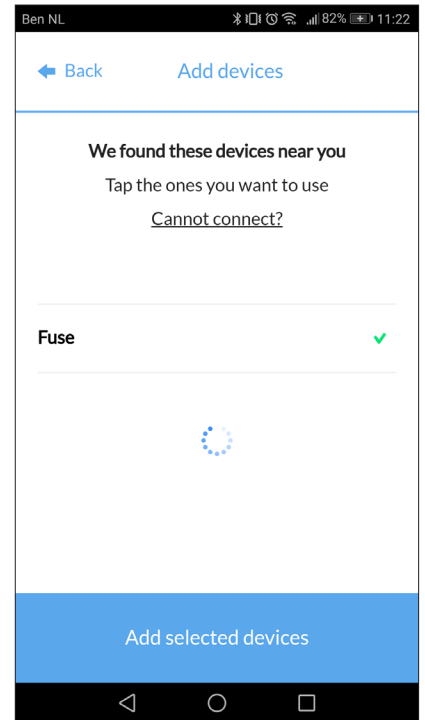 Ben NL 82% 11:22
Back Add devices
We found these devices near you
Tap the ones you want to use
Cannot connect?
Fuse
Add selected devices